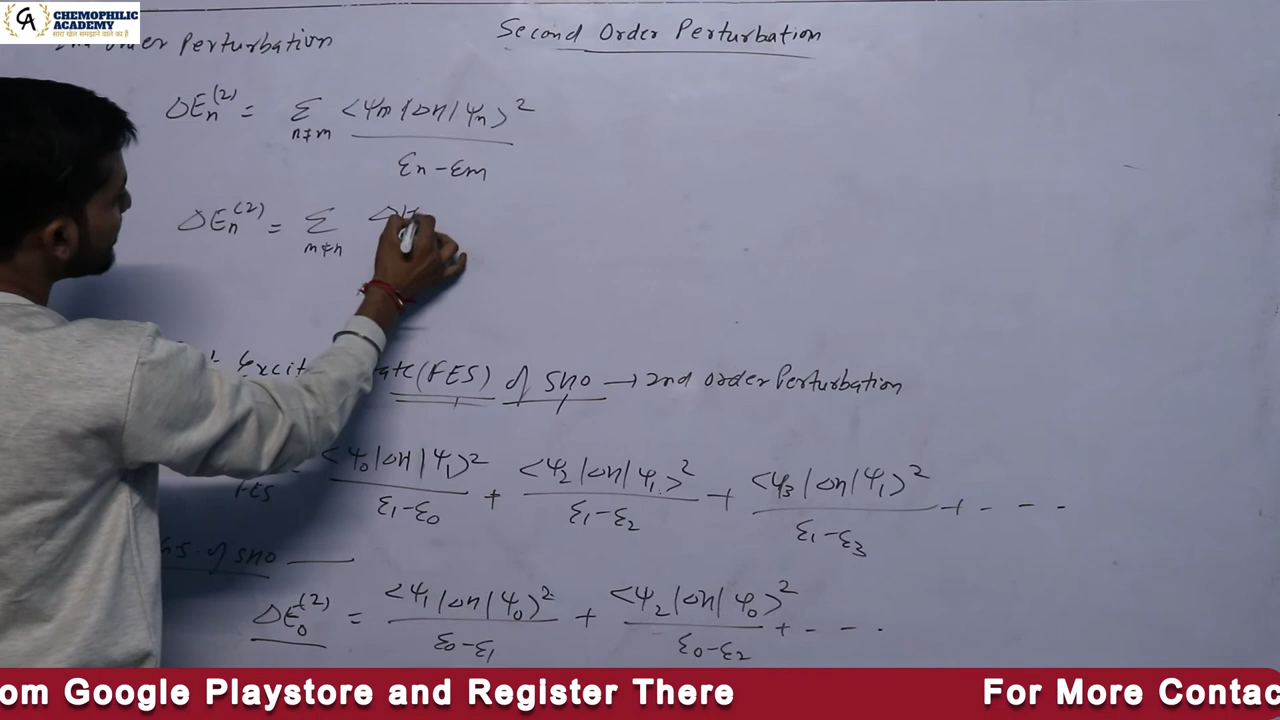 CHEMOPHILIC
ACADEMY
सारा खेल समझाने वाले का है
order Perturbation
Second Order Perturbation
ΔE_n^(2) = Σ_{n≠m} <ψm|ΔH|ψn>² / εn-εm
ΔE_n^(2) = Σ_{m≠n} ΔH
Excit ate (FES) of SHO → 2nd order Perturbation
FES <ψ0|ΔH|ψ1>² / ε1-ε0 + <ψ2|ΔH|ψ1>² / ε1-ε2 + <ψ3|ΔH|ψ1>² / ε1-ε3 + - - -
G.S. of SHO
ΔE_0^(2) = <ψ1|ΔH|ψ0>² / ε0-ε1 + <ψ2|ΔH|ψ0>² / ε0-ε2 + - - -
om Google Playstore and Register There For More Contac